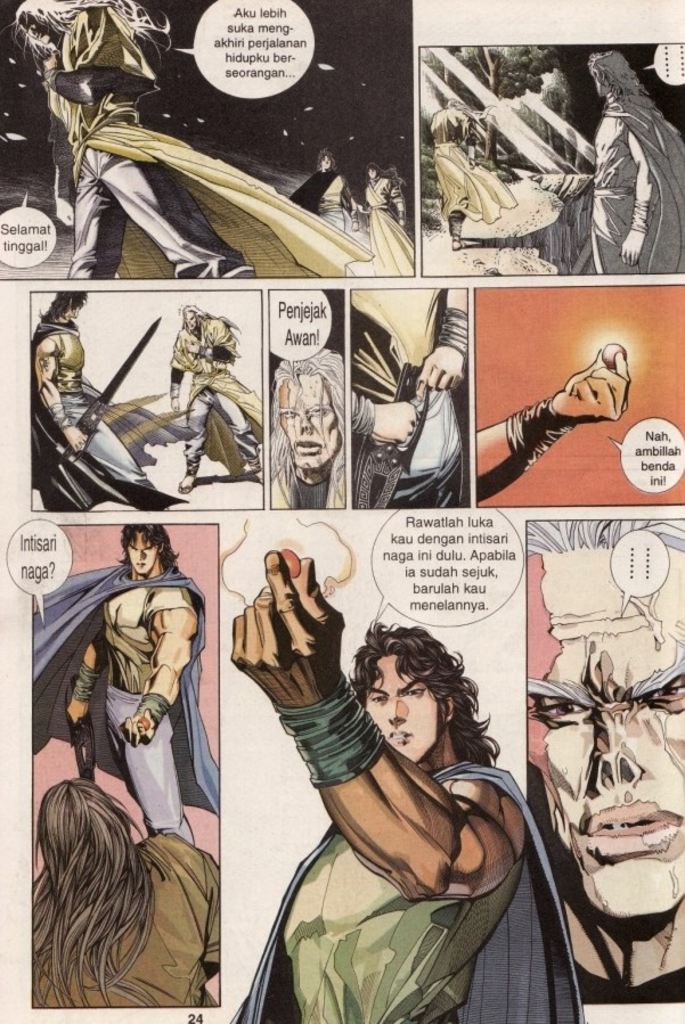 Aku lebih
suka meng-
akhiri perjalanan
hidupku ber-
seorangan...
Selamat
tinggal!
......
Penjejak
Awan!
Nah,
ambillah
benda
ini!
Intisari
naga?
Rawatlah luka
kau dengan intisari
naga ini dulu. Apabila
ia sudah sejuk,
barulah kau
menelannya.
......
24